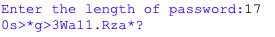 Enter the length of password:17
0s>*g>3Wa11.Rza*?